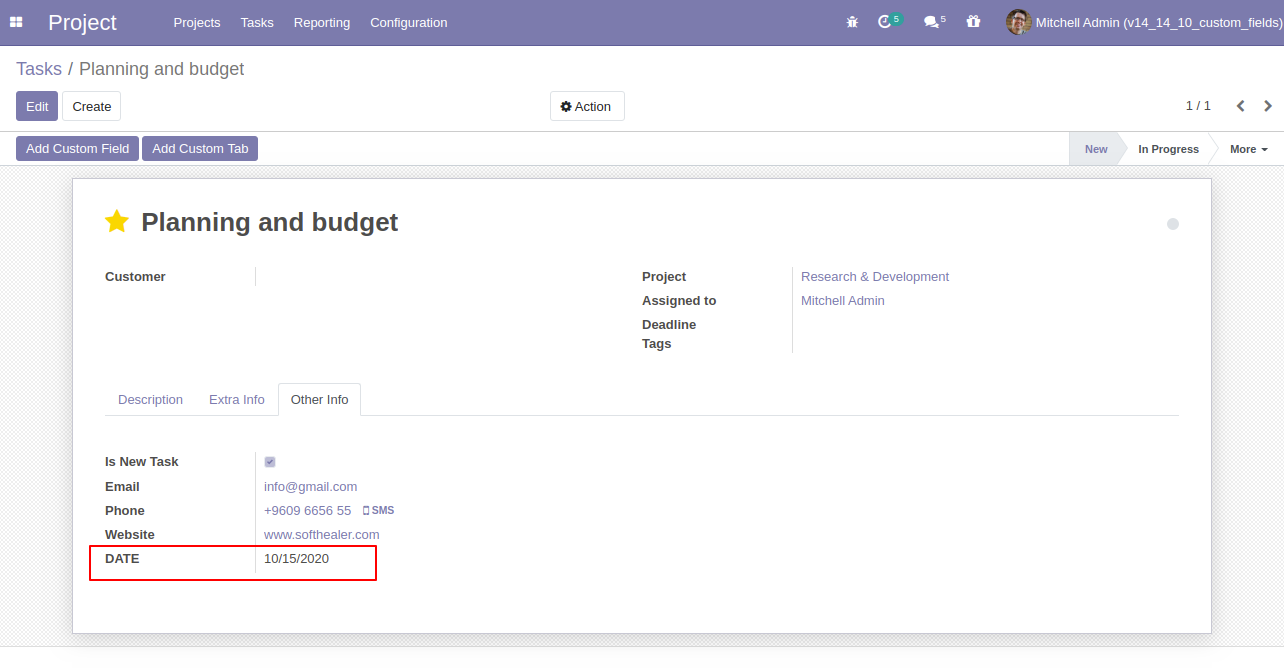 Project Projects Tasks Reporting Configuration 5 5 Mitchell Admin (v14_14_10_custom_fields)
Tasks / Planning and budget
Edit Create Action 1 / 1
Add Custom Field Add Custom Tab New In Progress More
Planning and budget
Customer Project Research & Development
Assigned to Mitchell Admin
Deadline
Tags
Description Extra Info Other Info
Is New Task
Email info@gmail.com
Phone +9609 6656 55 SMS
Website www.softhealer.com
DATE 10/15/2020